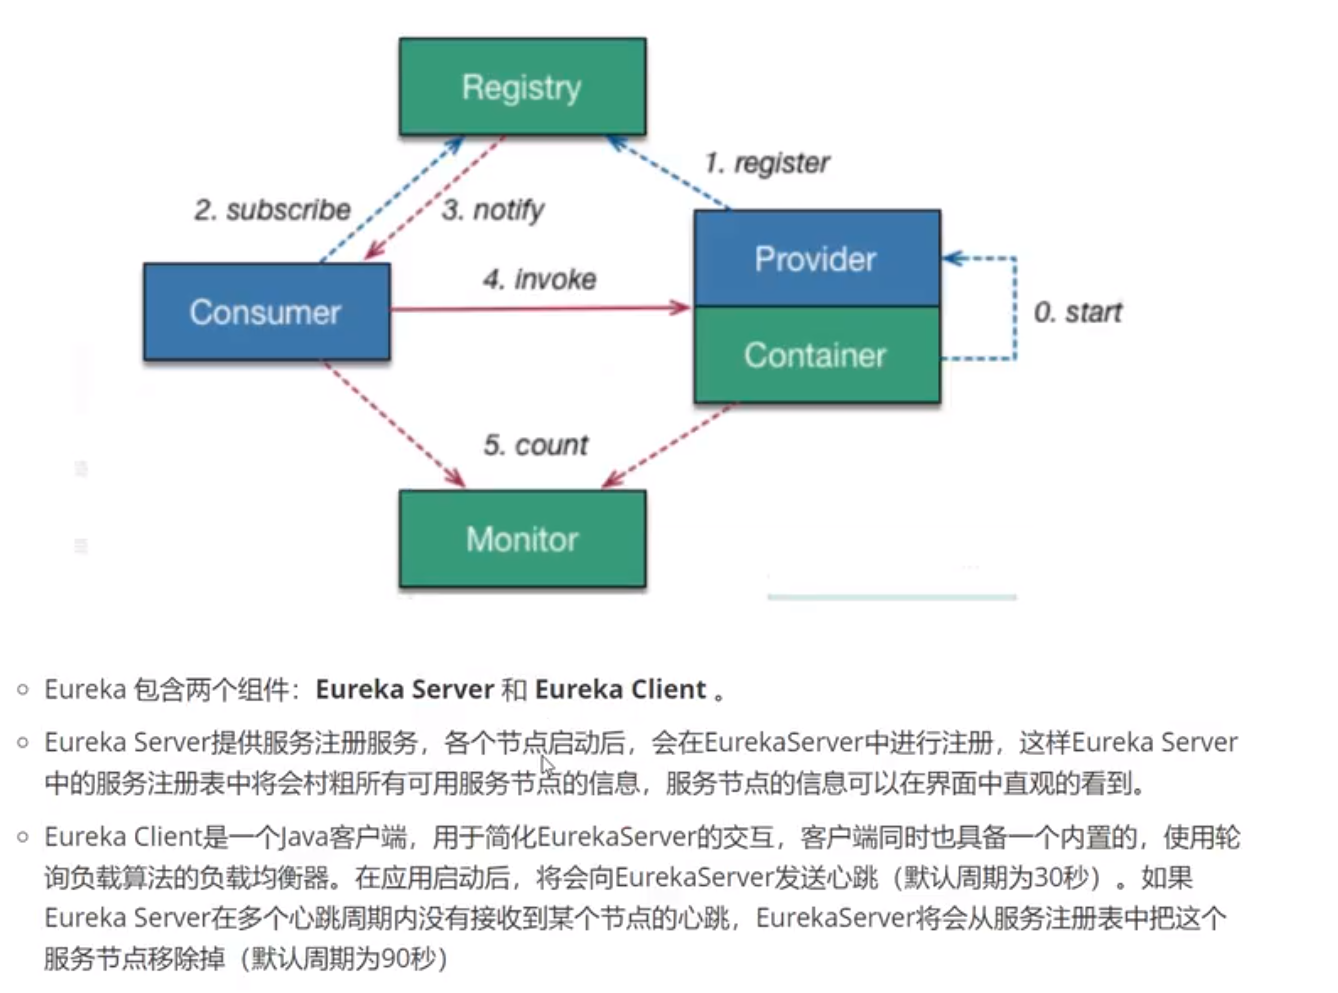 Registry
1. register
2. subscribe
3. notify
Provider
4. invoke
Consumer
0. start
Container
5. count
Monitor
Eureka 包含两个组件：Eureka Server 和 Eureka Client 。
Eureka Server提供服务注册服务，各个节点启动后，会在EurekaServer中进行注册，这样Eureka Server
中的服务注册表中将会村粗所有可用服务节点的信息，服务节点的信息可以在界面中直观的看到。
Eureka Client是一个Java客户端，用于简化EurekaServer的交互，客户端同时也具备一个内置的，使用轮
询负载算法的负载均衡器。在应用启动后，将会向EurekaServer发送心跳（默认周期为30秒）。如果
Eureka Server在多个心跳周期内没有接收到某个节点的心跳，EurekaServer将会从服务注册表中把这个
服务节点移除掉（默认周期为90秒）